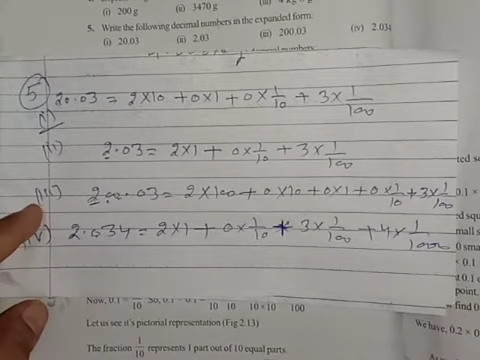 (i) 200 g (ii) 3470 g
5. Write the following decimal numbers in the expanded form:
(i) 20.03 (ii) 2.03 (iii) 200.03 (iv) 2.034
5
(i) 20.03 = 2×10 + 0×1 + 0×1/10 + 3×1/100
(ii) 2.03 = 2×1 + 0×1/10 + 3×1/100
(iii) 200.03 = 2×100 + 0×10 + 0×1 + 0×1/10 + 3×1/100
(iv) 2.034 = 2×1 + 0×1/10 + 3×1/100 + 4×1/1000
Let us see it's pictorial representation (Fig 2.13)
The fraction 1/10 represents 1 part out of 10 equal parts.
We have, 0.2 × 0